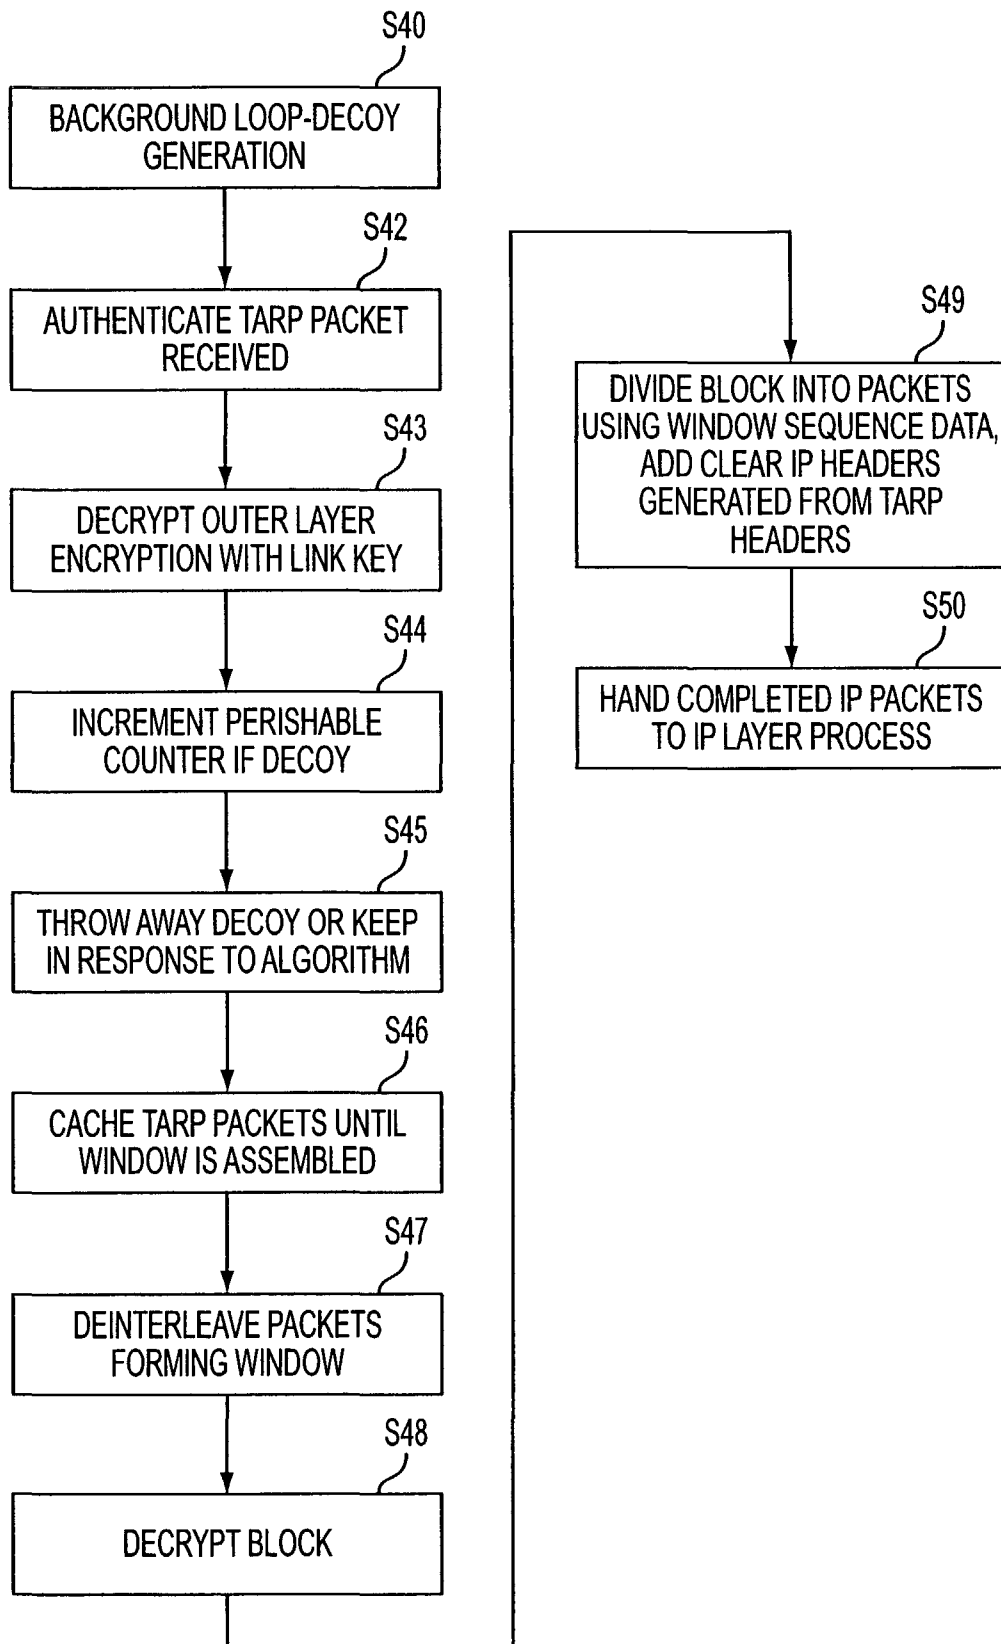 S40
BACKGROUND LOOP-DECOY
GENERATION
S42
AUTHENTICATE TARP PACKET
RECEIVED
S43
DECRYPT OUTER LAYER
ENCRYPTION WITH LINK KEY
S44
INCREMENT PERISHABLE
COUNTER IF DECOY
S45
THROW AWAY DECOY OR KEEP
IN RESPONSE TO ALGORITHM
S46
CACHE TARP PACKETS UNTIL
WINDOW IS ASSEMBLED
S47
DEINTERLEAVE PACKETS
FORMING WINDOW
S48
DECRYPT BLOCK
S49
DIVIDE BLOCK INTO PACKETS
USING WINDOW SEQUENCE DATA,
ADD CLEAR IP HEADERS
GENERATED FROM TARP
HEADERS
S50
HAND COMPLETED IP PACKETS
TO IP LAYER PROCESS